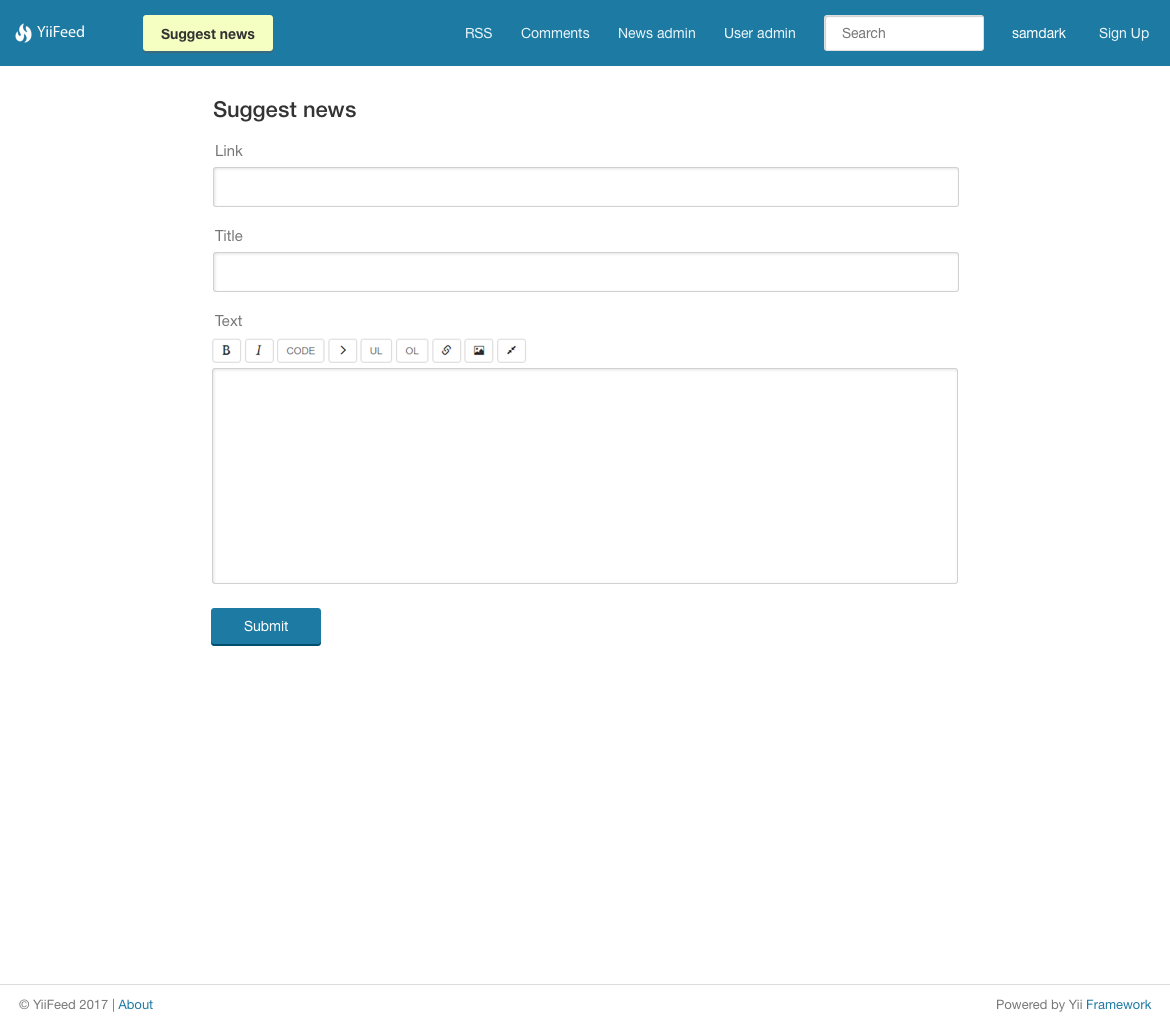 YiiFeed Suggest news RSS Comments News admin User admin Search samdark Sign Up
Suggest news
Link
Title
Text
B I CODE UL OL
Submit
© YiiFeed 2017 | About Powered by Yii Framework